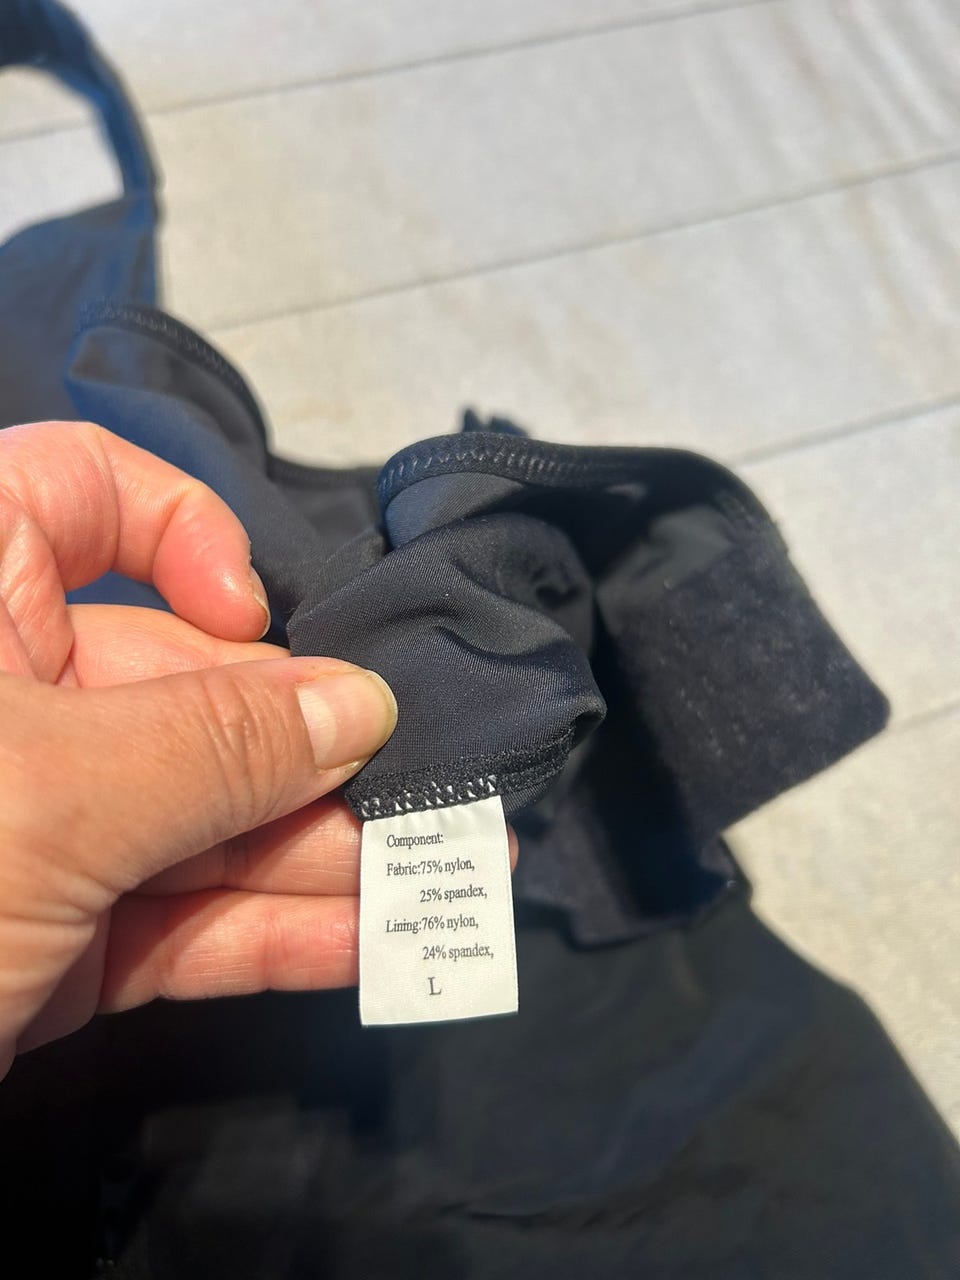 Component:
Fabric:75% nylon,
25% spandex,
Lining:76% nylon,
24% spandex,
L